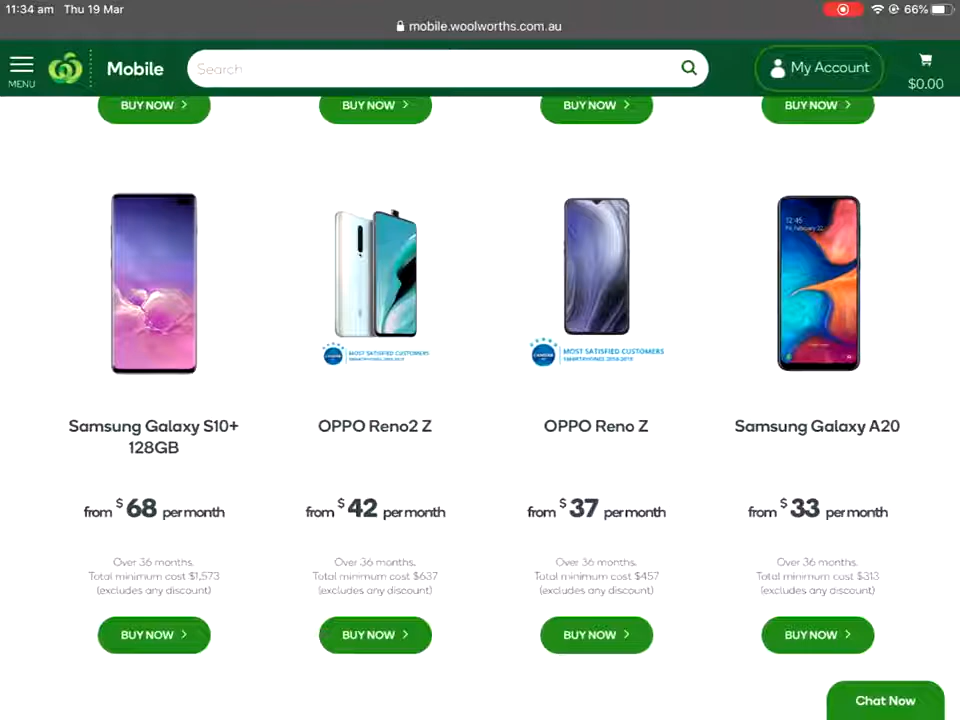 11:34 am Thu 19 Mar
66%
mobile.woolworths.com.au
MENU
Mobile
Search
My Account
$0.00
BUY NOW BUY NOW BUY NOW BUY NOW
12:45
MOST SATISFIED CUSTOMERS
MOST SATISFIED CUSTOMERS
Samsung Galaxy S10+
128GB
OPPO Reno2 Z
OPPO Reno Z
Samsung Galaxy A20
from $68 per month
from $42 per month
from $37 per month
from $33 per month
Over 36 months.
Total minimum cost $1,573
(excludes any discount)
Over 36 months.
Total minimum cost $637
(excludes any discount)
Over 36 months.
Total minimum cost $457
(excludes any discount)
Over 36 months.
Total minimum cost $313
(excludes any discount)
BUY NOW BUY NOW BUY NOW BUY NOW
Chat Now